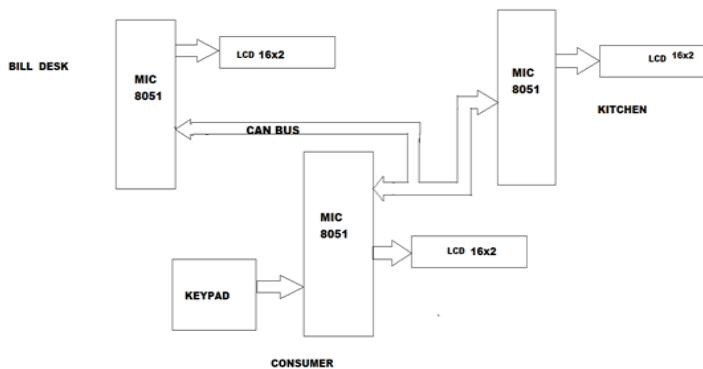 BILL DESK
MIC
8051
LCD 16x2
MIC
8051
LCD 16x2
KITCHEN
CAN BUS
MIC
8051
LCD 16x2
KEYPAD
CONSUMER